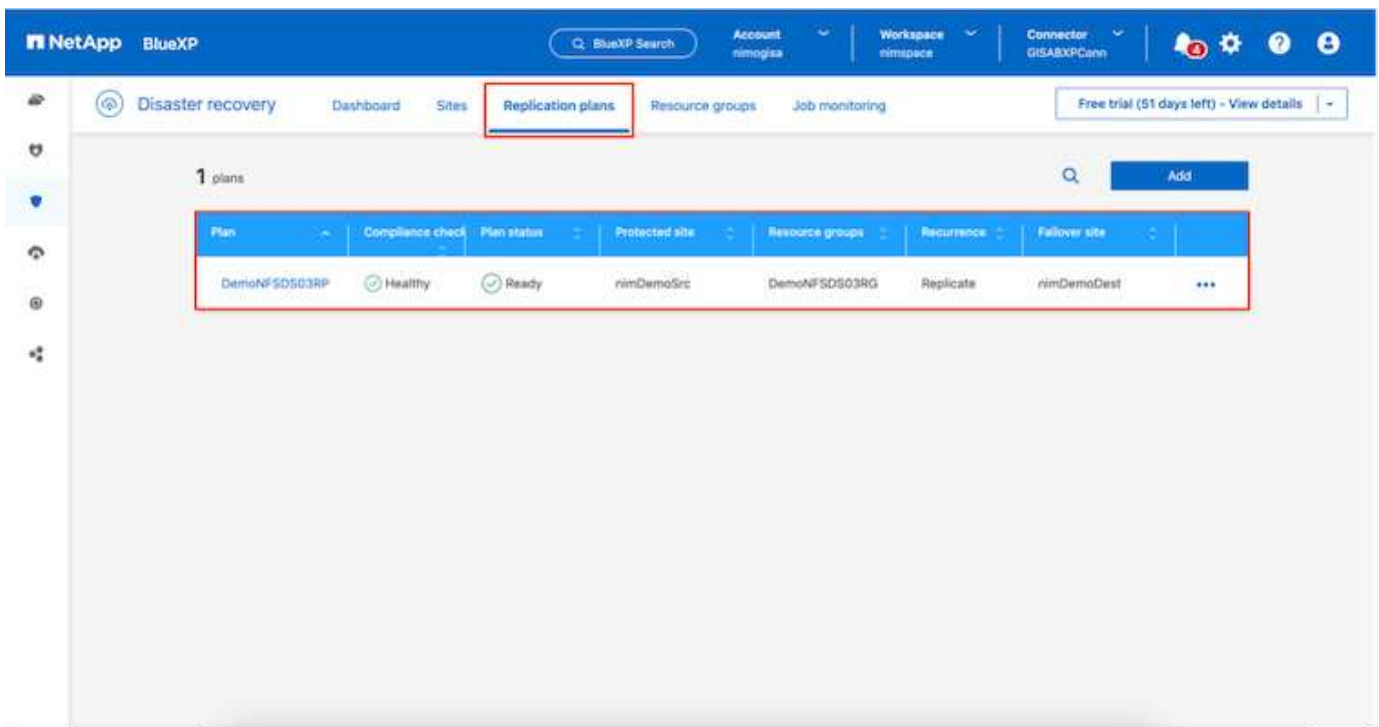 NetApp BlueXP
BlueXP Search
Account
nimogisa
Workspace
nimspace
Connector
GISABXPConn
4
Disaster recovery Dashboard Sites Replication plans Resource groups Job monitoring Free trial (51 days left) - View details
1 plans
Add
Plan Compliance check Plan status Protected site Resource groups Recurrence Failover site
DemoNFSDS03RP Healthy Ready nimDemoSrc DemoNFSDS03RG Replicate nimDemoDest